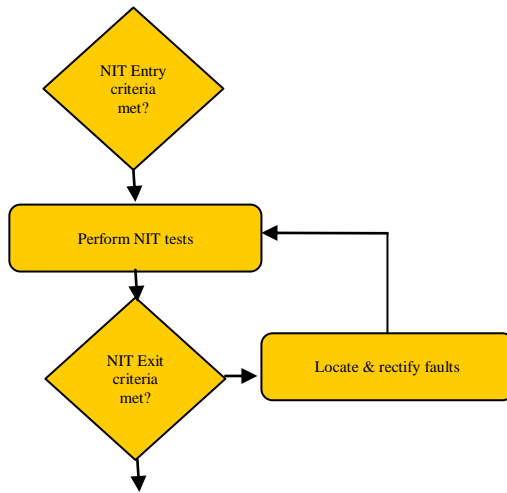 NIT Entry
criteria
met?
Perform NIT tests
NIT Exit
criteria
met?
Locate & rectify faults